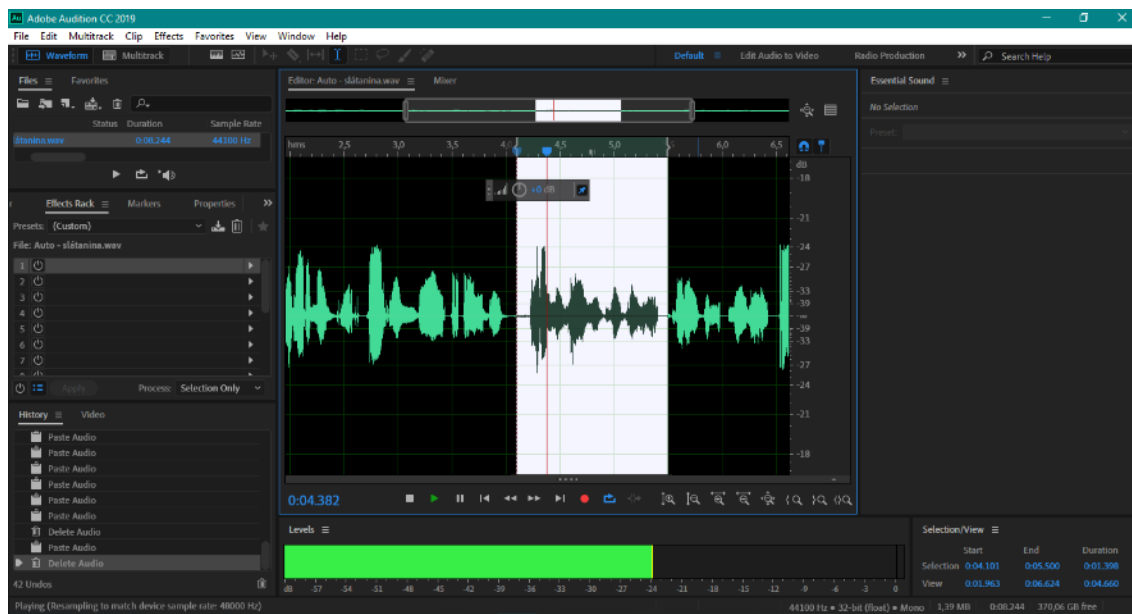 Au Adobe Audition CC 2019
File Edit Multitrack Clip Effects Favorites View Window Help
Waveform Multitrack Default Edit Audio to Video Radio Production Search Help
Files Favorites
Status Duration Sample Rate
átanina.wav 0:08.244 44100 Hz
Effects Rack Markers Properties
Presets: (Custom)
File: Auto - slátanina.wav
1
2
3
4
5
6
7
Apply Process: Selection Only
History Video
Paste Audio
Paste Audio
Paste Audio
Paste Audio
Paste Audio
Paste Audio
Delete Audio
Paste Audio
Delete Audio
42 Undos
Editor: Auto - slátanina.wav Mixer
hms 2,5 3,0 3,5 4,0 4,5 5,0 6,0 6,5
+0 dB
dB
-18
-21
-24
-27
-33
-39
-∞
-39
-33
-27
-24
-21
-18
0:04.382
Levels
dB -57 -54 -51 -48 -45 -42 -39 -36 -33 -30 -27 -24 -21 -18 -15 -12 -9 -6 -3 0
Essential Sound
No Selection
Preset:
Selection/View
Start End Duration
Selection 0:04.101 0:05.500 0:01.398
View 0:01.963 0:06.624 0:04.660
Playing (Resampling to match device sample rate: 48000 Hz) 44100 Hz • 32-bit (float) • Mono 1,39 MB 0:08.244 370,06 GB free